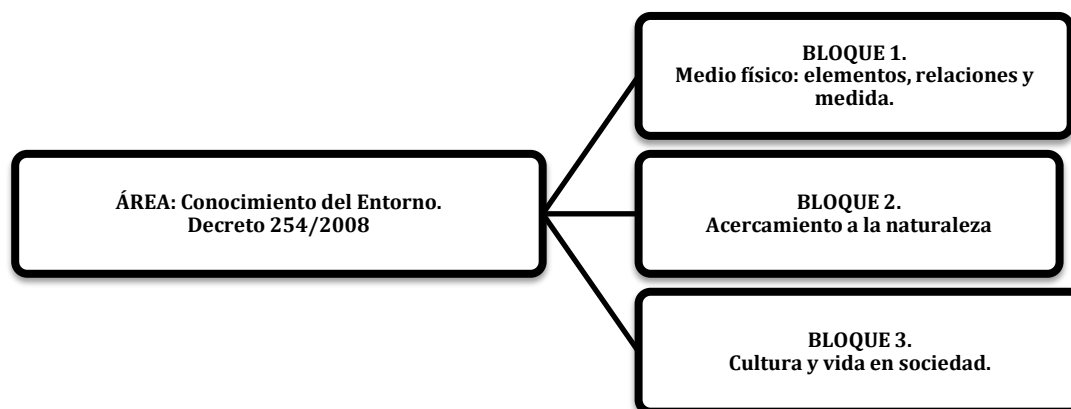 ÁREA: Conocimiento del Entorno.
Decreto 254/2008
BLOQUE 1.
Medio físico: elementos, relaciones y
medida.
BLOQUE 2.
Acercamiento a la naturaleza
BLOQUE 3.
Cultura y vida en sociedad.